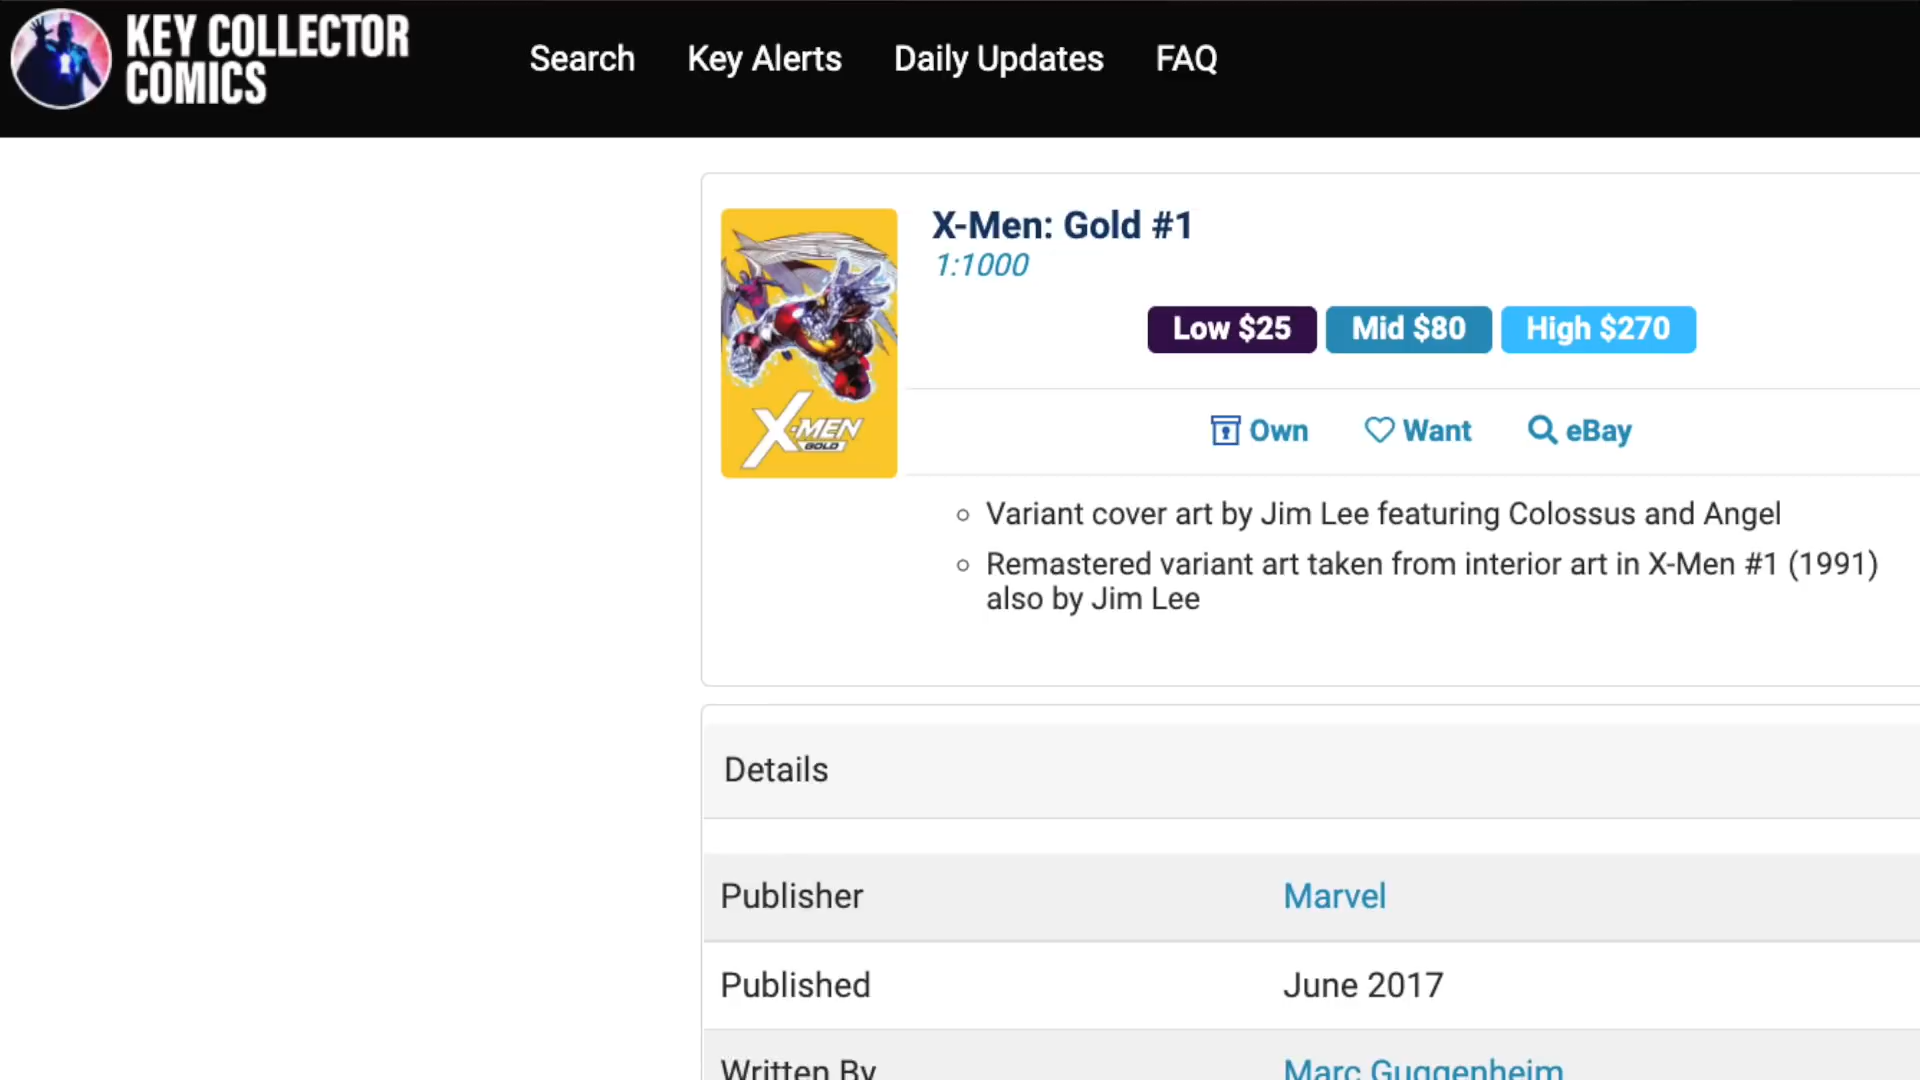 KEY COLLECTOR
COMICS
Search
Key Alerts
Daily Updates
FAQ
X-Men: Gold #1
1:1000
Low $25
Mid $80
High $270
Own
Want
eBay
X-MEN
GOLD
Variant cover art by Jim Lee featuring Colossus and Angel
Remastered variant art taken from interior art in X-Men #1 (1991)
also by Jim Lee
Details
Publisher
Marvel
Published
June 2017
Written By
Marc Guggenheim